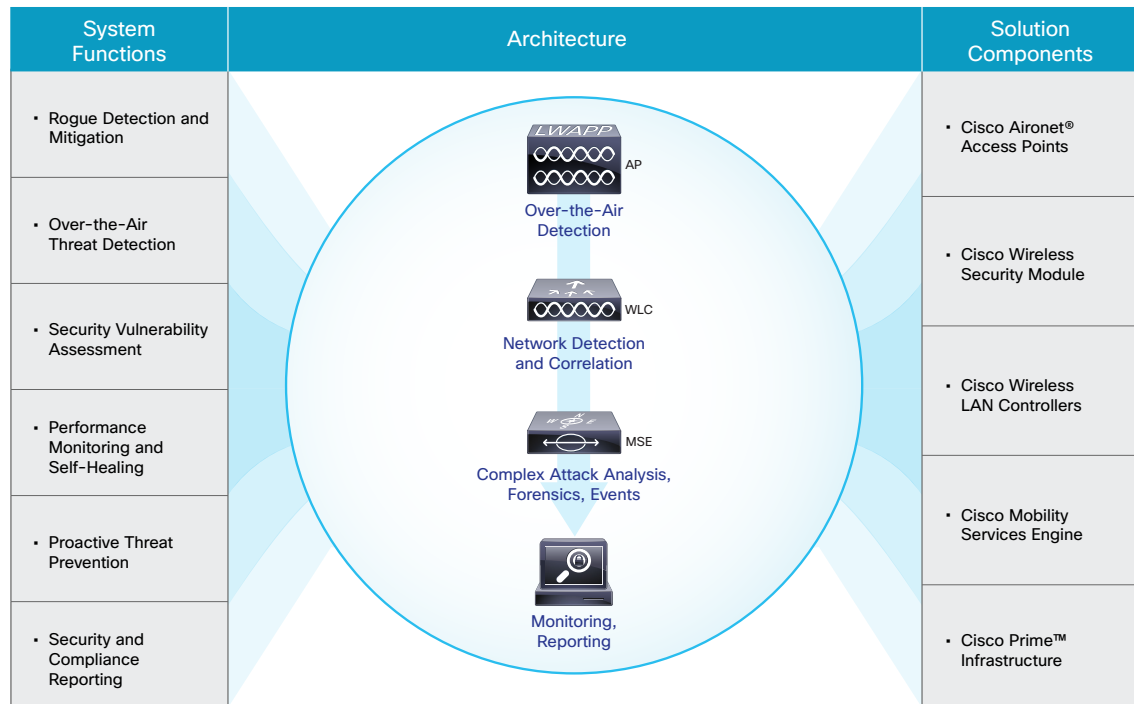 System
Functions
Architecture
Solution
Components
• Rogue Detection and
Mitigation
• Over-the-Air
Threat Detection
• Security Vulnerability
Assessment
• Performance
Monitoring and
Self-Healing
• Proactive Threat
Prevention
• Security and
Compliance
Reporting
LWAPP
AP
Over-the-Air
Detection
WLC
Network Detection
and Correlation
N
W E
S
MSE
Complex Attack Analysis,
Forensics, Events
Monitoring,
Reporting
• Cisco Aironet®
Access Points
• Cisco Wireless
Security Module
• Cisco Wireless
LAN Controllers
• Cisco Mobility
Services Engine
• Cisco Prime™
Infrastructure